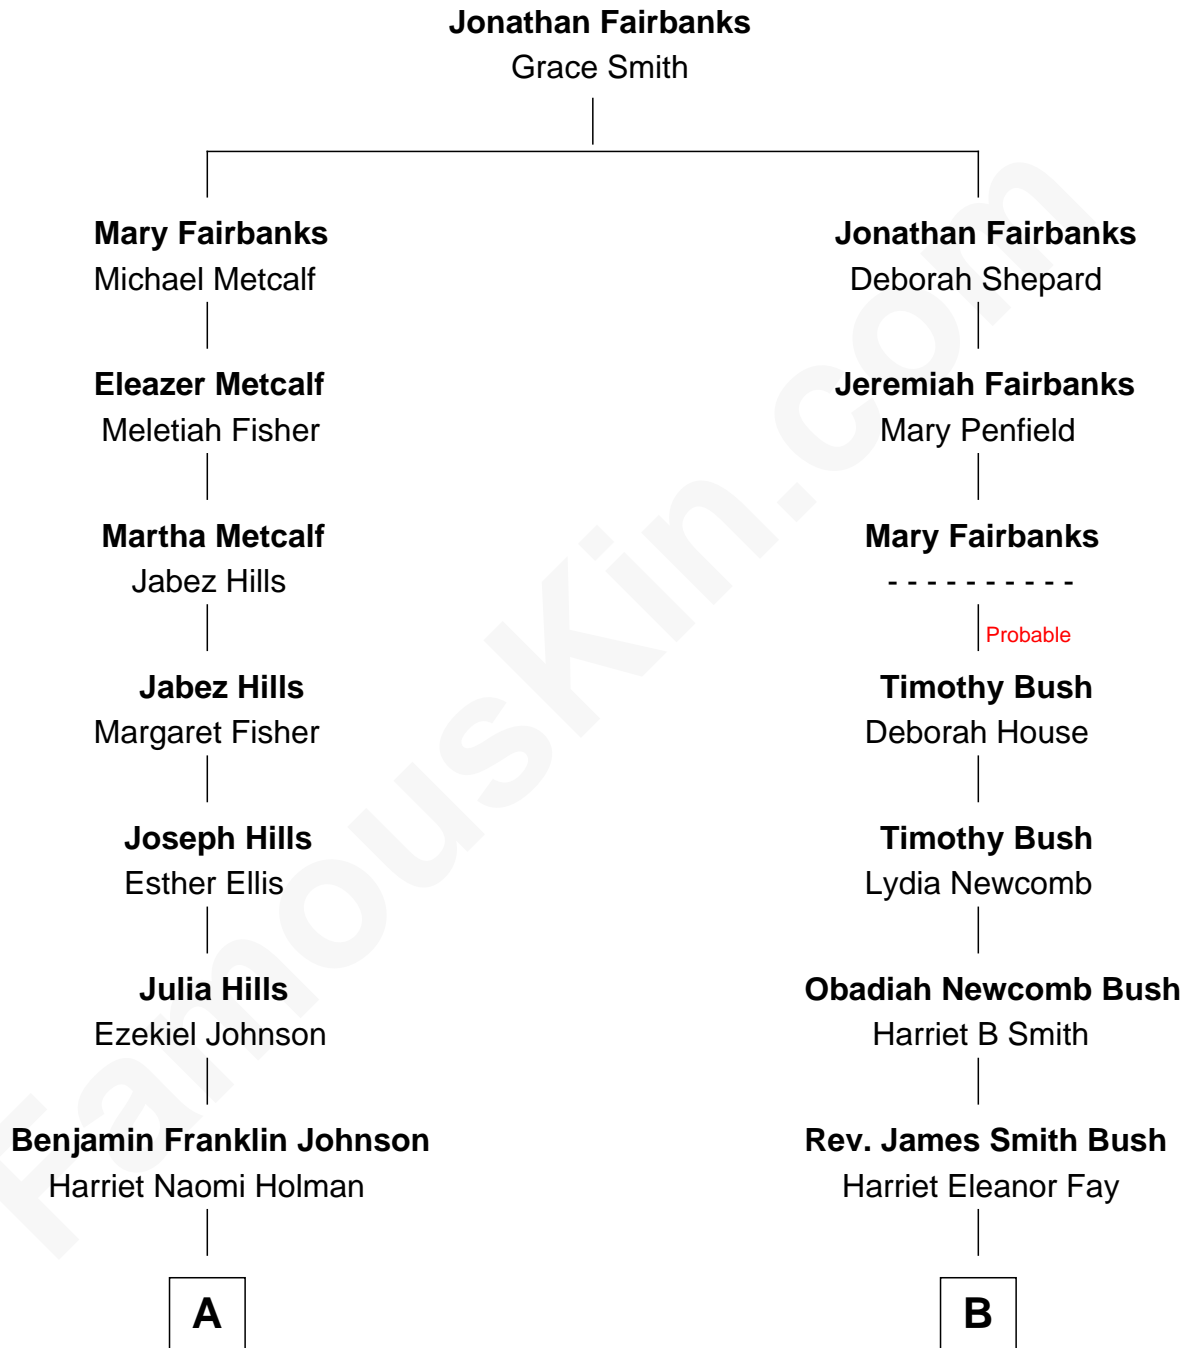 Jonathan Fairbanks
Grace Smith
Mary Fairbanks
Michael Metcalf
Jonathan Fairbanks
Deborah Shepard
Eleazer Metcalf
Meletiah Fisher
Jeremiah Fairbanks
Mary Penfield
Martha Metcalf
Jabez Hills
Mary Fairbanks
- - - - - - - - - -
Probable
Jabez Hills
Margaret Fisher
Timothy Bush
Deborah House
Joseph Hills
Esther Ellis
Timothy Bush
Lydia Newcomb
Julia Hills
Ezekiel Johnson
Obadiah Newcomb Bush
Harriet B Smith
Benjamin Franklin Johnson
Harriet Naomi Holman
Rev. James Smith Bush
Harriet Eleanor Fay
A
B
FamousKin.com